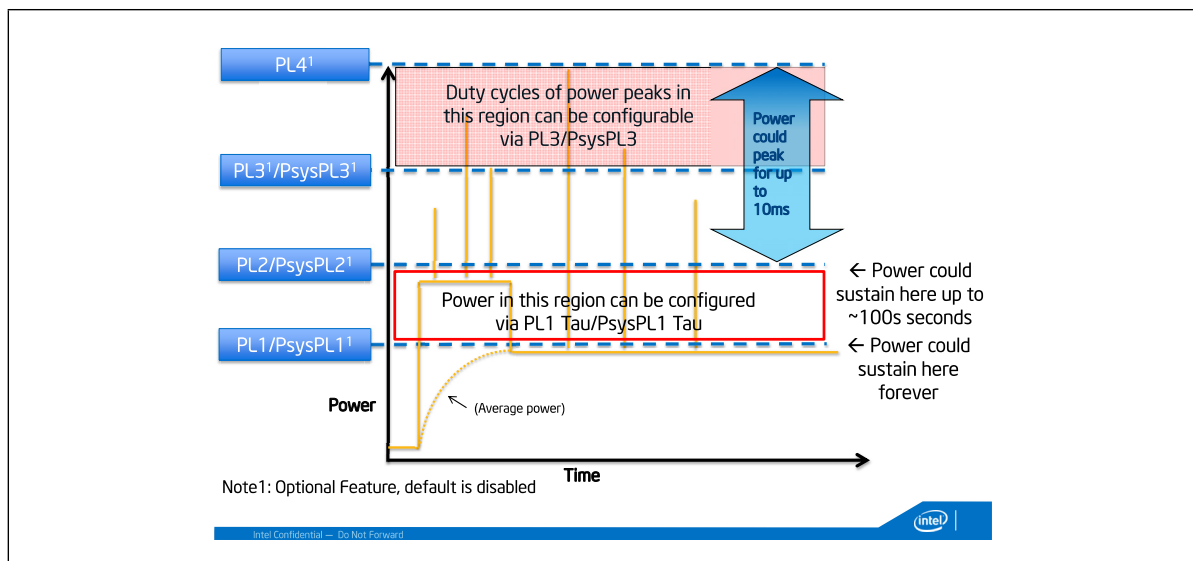 PL4¹
Duty cycles of power peaks in
this region can be configurable
via PL3/PsysPL3
Power
could
peak
for up
to
10ms
PL3¹/PsysPL3¹
PL2/PsysPL2¹
← Power could
sustain here up to
~100s seconds
Power in this region can be configured
via PL1 Tau/PsysPL1 Tau
PL1/PsysPL1¹
← Power could
sustain here
forever
Power
(Average power)
Time
Note1: Optional Feature, default is disabled
Intel Confidential — Do Not Forward
intel